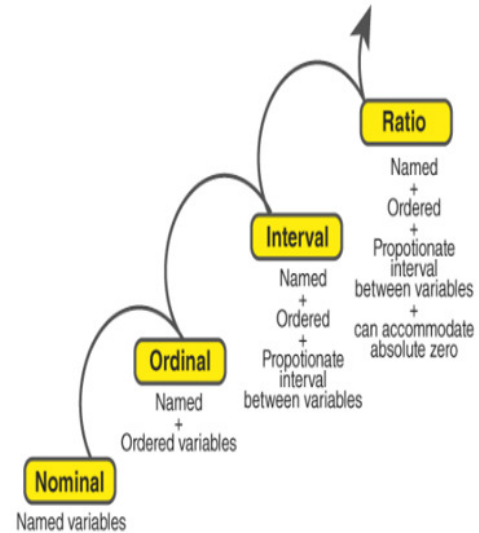 Ratio
Named
+
Ordered
+
Propotionate
interval
between variables
+
can accommodate
absolute zero
Interval
Named
+
Ordered
+
Propotionate
interval
between variables
Ordinal
Named
+
Ordered variables
Nominal
Named variables